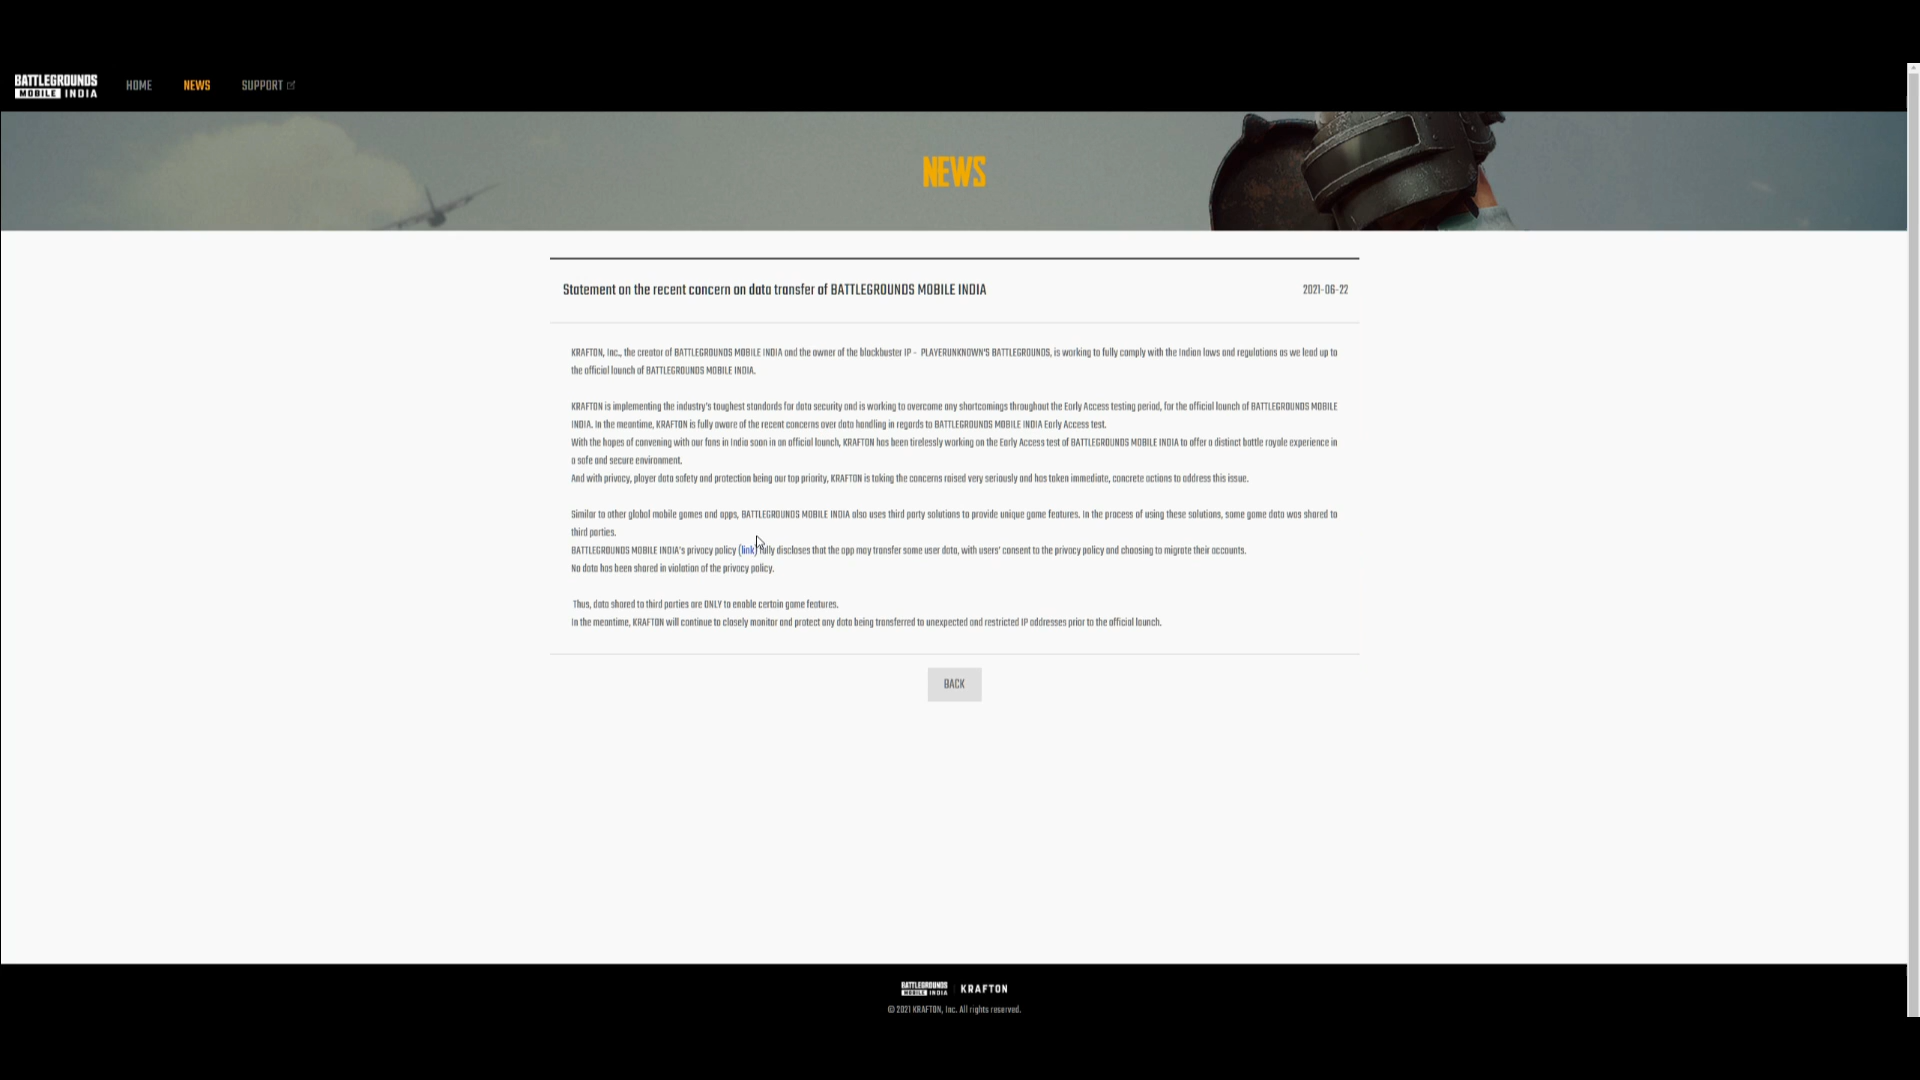 BATTLEGROUNDS
MOBILE INDIA
HOME
NEWS
SUPPORT
NEWS
Statement on the recent concern on data transfer of BATTLEGROUNDS MOBILE INDIA
2021-06-22
KRAFTON, Inc., the creator of BATTLEGROUNDS MOBILE INDIA and the owner of the blockbuster IP - PLAYERUNKNOWN'S BATTLEGROUNDS, is working to fully comply with the Indian laws and regulations as we lead up to
the official launch of BATTLEGROUNDS MOBILE INDIA.
KRAFTON is implementing the industry's toughest standards for data security and is working to overcome any shortcomings throughout the Early Access testing period, for the official launch of BATTLEGROUNDS MOBILE
INDIA. In the meantime, KRAFTON is fully aware of the recent concerns over data handling in regards to BATTLEGROUNDS MOBILE INDIA Early Access test.
With the hopes of convening with our fans in India soon in an official launch, KRAFTON has been tirelessly working on the Early Access test of BATTLEGROUNDS MOBILE INDIA to offer a distinct battle royale experience in
a safe and secure environment.
And with privacy, player data safety and protection being our top priority, KRAFTON is taking the concerns raised very seriously and has taken immediate, concrete actions to address this issue.
Similar to other global mobile games and apps, BATTLEGROUNDS MOBILE INDIA also uses third party solutions to provide unique game features. In the process of using these solutions, some game data was shared to
third parties.
BATTLEGROUNDS MOBILE INDIA's privacy policy (link) fully discloses that the app may transfer some user data, with users' consent to the privacy policy and choosing to migrate their accounts.
No data has been shared in violation of the privacy policy.
Thus, data shared to third parties are ONLY to enable certain game features.
In the meantime, KRAFTON will continue to closely monitor and protect any data being transferred to unexpected and restricted IP addresses prior to the official launch.
BACK
BATTLEGROUNDS
MOBILE INDIA
KRAFTON
© 2021 KRAFTON, Inc. All rights reserved.